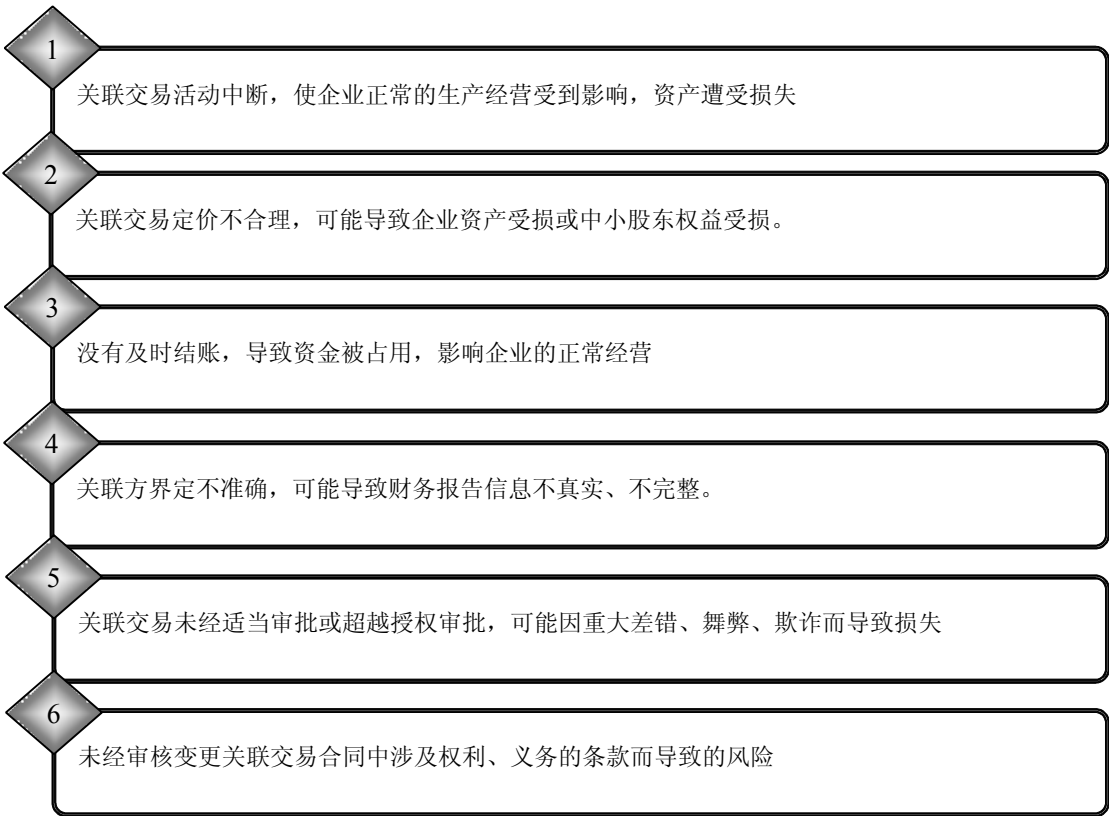 1
关联交易活动中断，使企业正常的生产经营受到影响，资产遭受损失
2
关联交易定价不合理，可能导致企业资产受损或中小股东权益受损。
3
没有及时结账，导致资金被占用，影响企业的正常经营
4
关联方界定不准确，可能导致财务报告信息不真实、不完整。
5
关联交易未经适当审批或超越授权审批，可能因重大差错、舞弊、欺诈而导致损失
6
未经审核变更关联交易合同中涉及权利、义务的条款而导致的风险